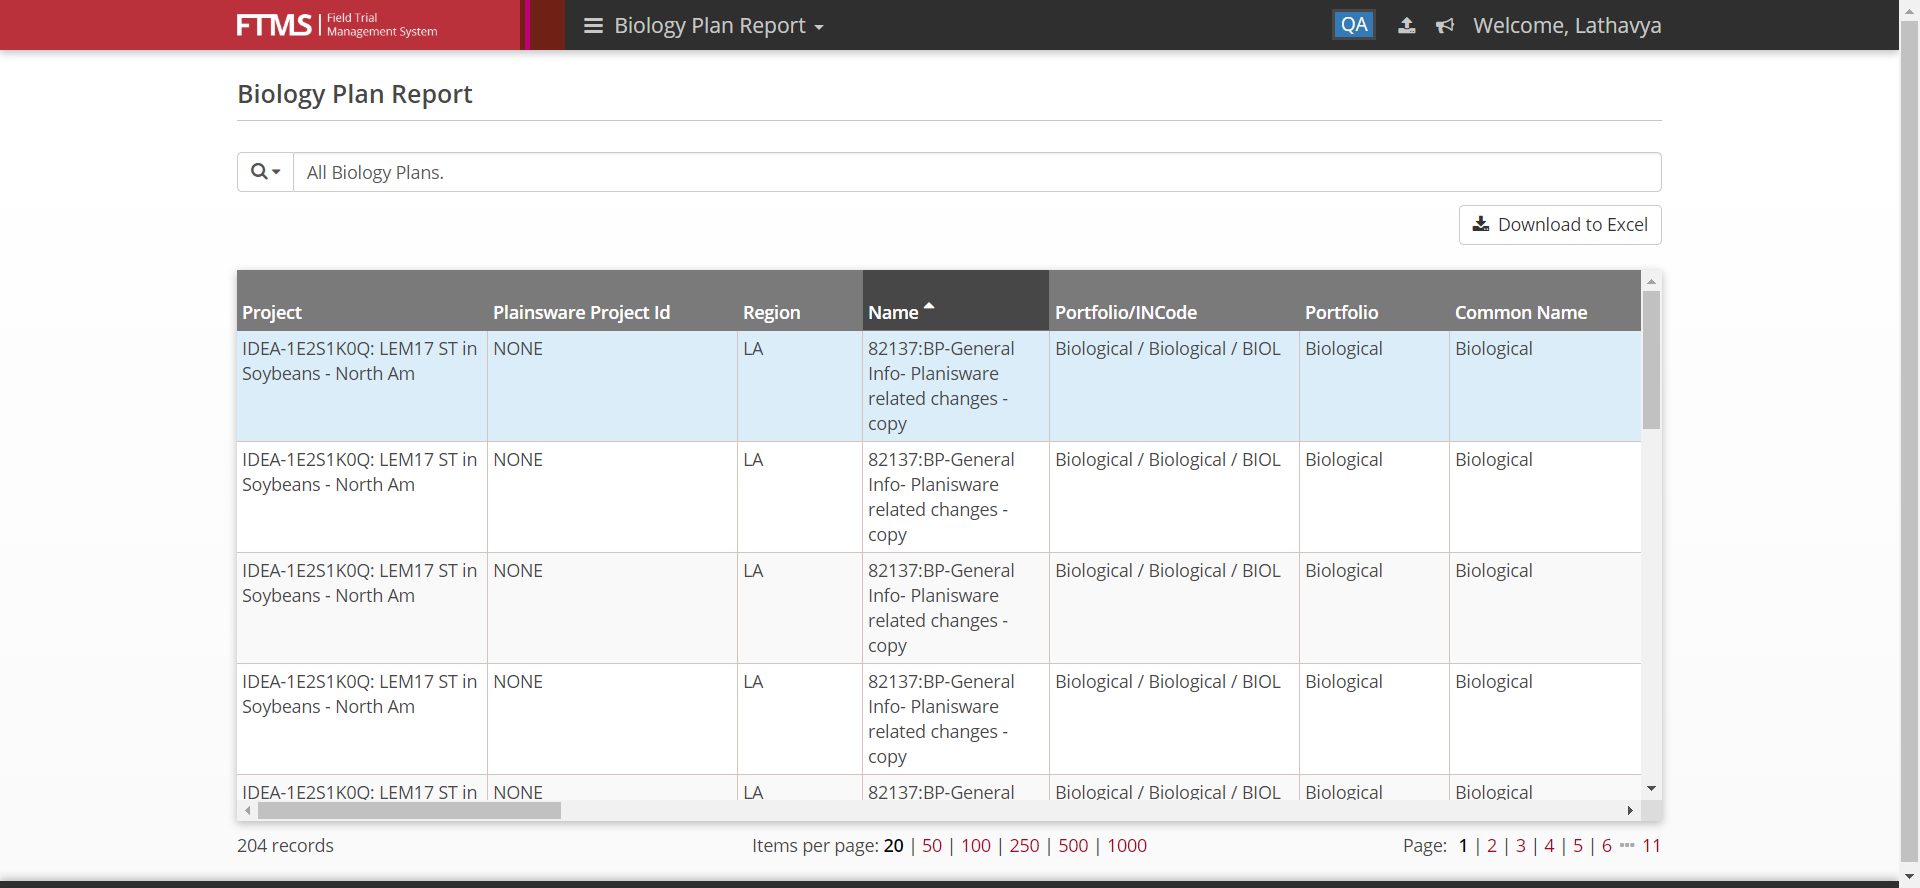 FTMS Field Trial Management System
Biology Plan Report
QA
Welcome, Lathavya
Biology Plan Report
All Biology Plans.
Download to Excel
Project Plainsware Project Id Region Name Portfolio/INCode Portfolio Common Name
IDEA-1E2S1K0Q: LEM17 ST in NONE LA 82137:BP-General Biological / Biological / BIOL Biological Biological
Soybeans - North Am Info- Planisware
related changes -
copy
IDEA-1E2S1K0Q: LEM17 ST in NONE LA 82137:BP-General Biological / Biological / BIOL Biological Biological
Soybeans - North Am Info- Planisware
related changes -
copy
IDEA-1E2S1K0Q: LEM17 ST in NONE LA 82137:BP-General Biological / Biological / BIOL Biological Biological
Soybeans - North Am Info- Planisware
related changes -
copy
IDEA-1E2S1K0Q: LEM17 ST in NONE LA 82137:BP-General Biological / Biological / BIOL Biological Biological
Soybeans - North Am Info- Planisware
related changes -
copy
IDEA-1E2S1K0Q: LEM17 ST in NONE LA 82137:BP-General Biological / Biological / BIOL Biological Biological
204 records Items per page: 20 | 50 | 100 | 250 | 500 | 1000 Page: 1 | 2 | 3 | 4 | 5 | 6 ··· 11